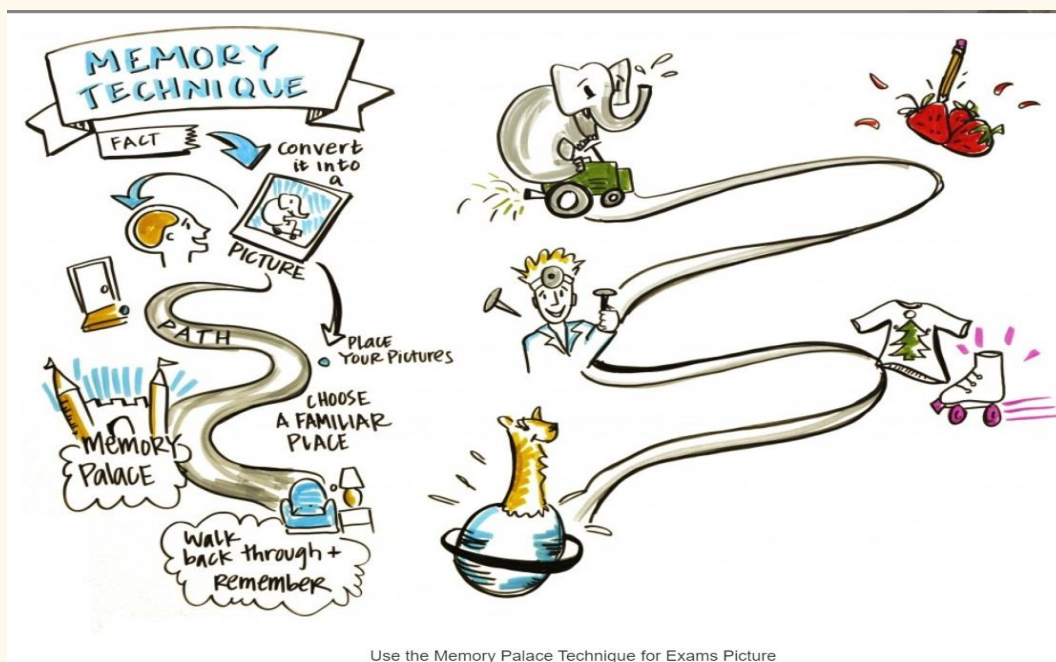 MEMORY
TECHNIQUE
FACT
convert
it into
a
PICTURE
PATH
PLACE
YOUR PICTURES
CHOOSE
A FAMILIAR
PLACE
MEMORY
Palace
Walk
back through +
Remember
Use the Memory Palace Technique for Exams Picture